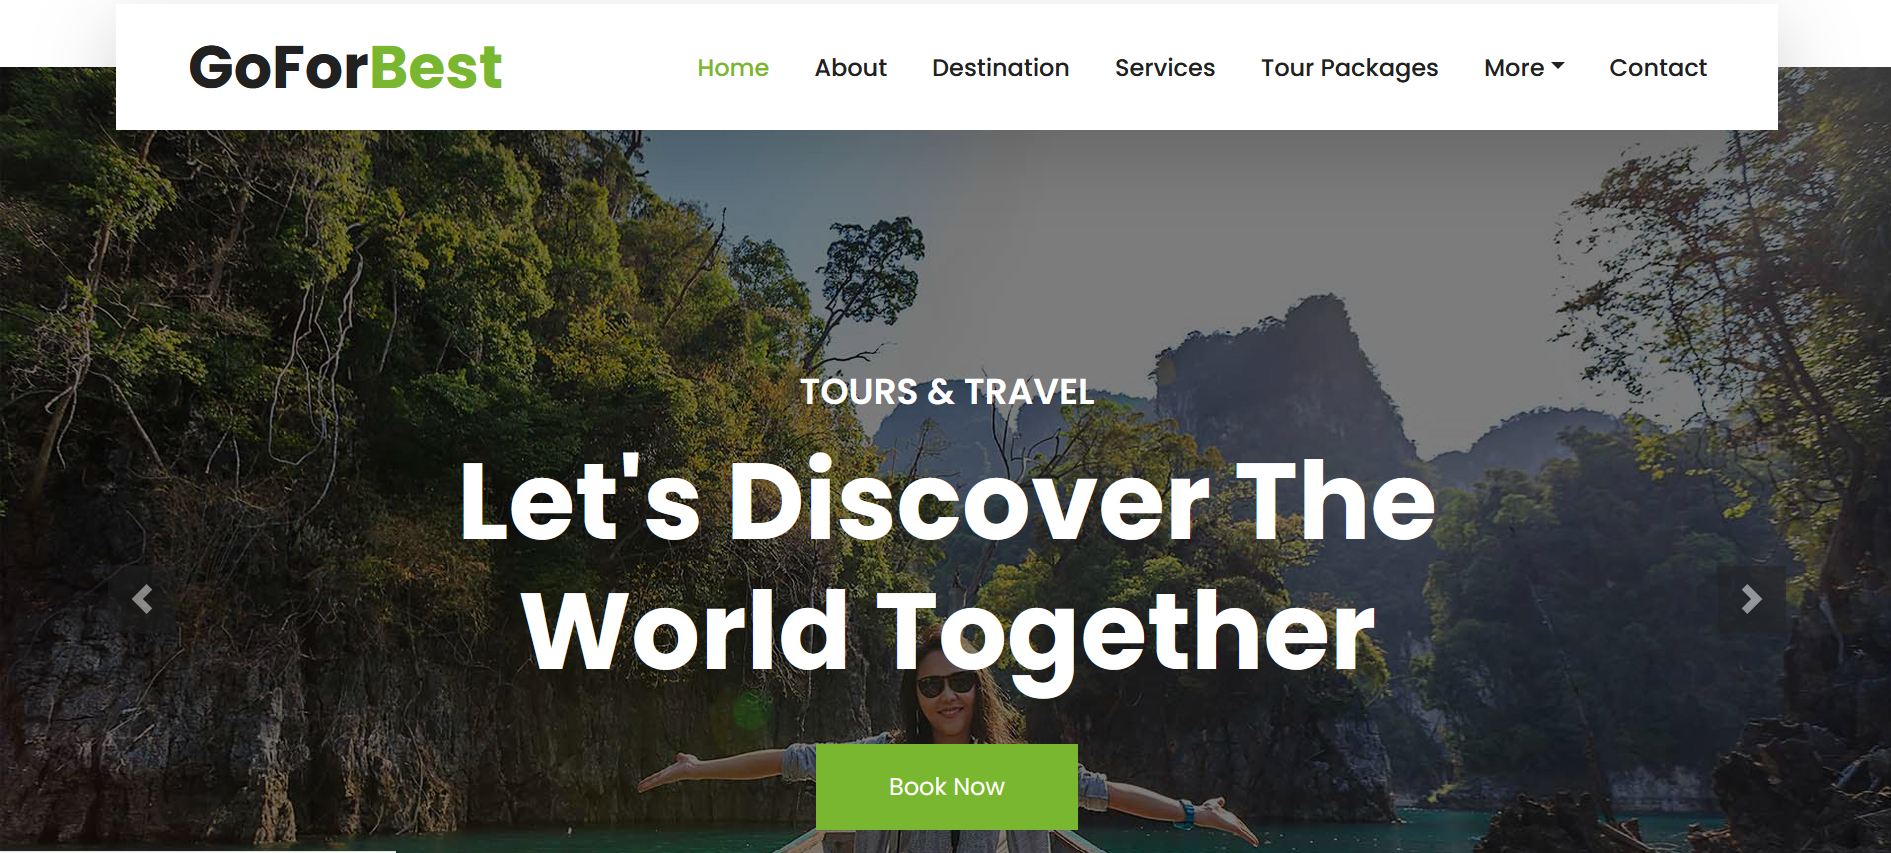 GoForBest
Home About Destination Services Tour Packages More Contact
TOURS & TRAVEL
Let's Discover The
World Together
Book Now